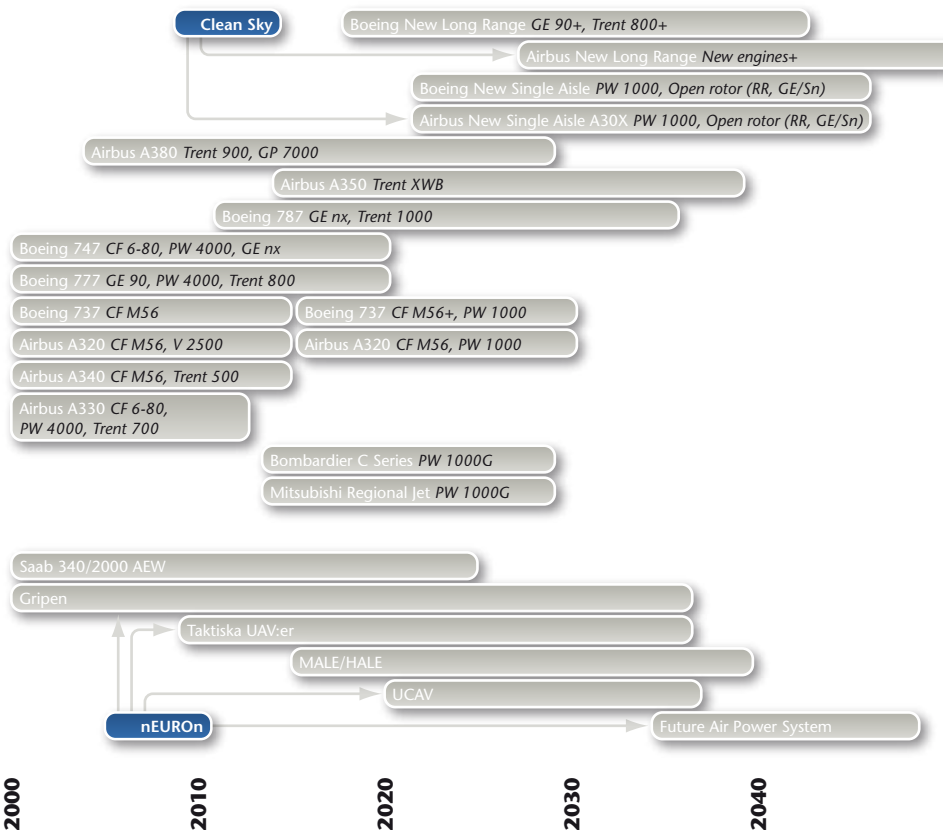 Clean Sky
Boeing New Long Range GE 90+, Trent 800+
Airbus New Long Range New engines+
Boeing New Single Aisle PW 1000, Open rotor (RR, GE/Sn)
Airbus New Single Aisle A30X PW 1000, Open rotor (RR, GE/Sn)
Airbus A380 Trent 900, GP 7000
Airbus A350 Trent XWB
Boeing 787 GE nx, Trent 1000
Boeing 747 CF 6-80, PW 4000, GE nx
Boeing 777 GE 90, PW 4000, Trent 800
Boeing 737 CF M56
Boeing 737 CF M56+, PW 1000
Airbus A320 CF M56, V 2500
Airbus A320 CF M56, PW 1000
Airbus A340 CF M56, Trent 500
Airbus A330 CF 6-80,
PW 4000, Trent 700
Bombardier C Series PW 1000G
Mitsubishi Regional Jet PW 1000G
Saab 340/2000 AEW
Gripen
Taktiska UAV:er
MALE/HALE
UCAV
nEUROn
Future Air Power System
2000
2010
2020
2030
2040